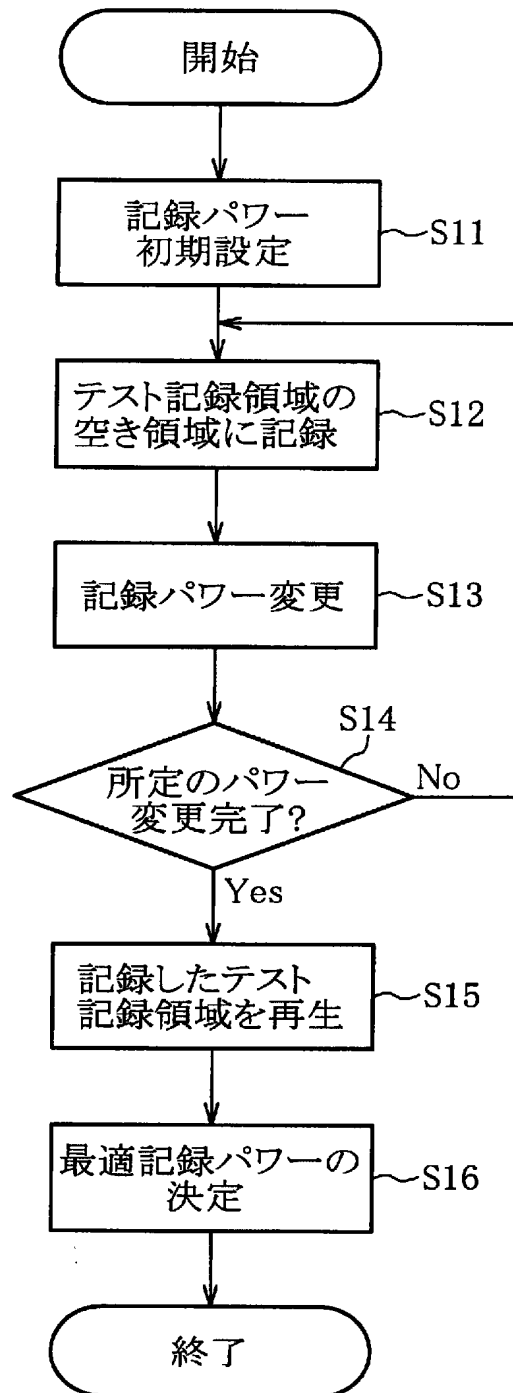 開始
記録パワー
初期設定
S11
テスト記録領域の
空き領域に記録
S12
記録パワー変更
S13
S14
所定のパワー
変更完了?
No
Yes
記録したテスト
記録領域を再生
S15
最適記録パワーの
決定
S16
終了